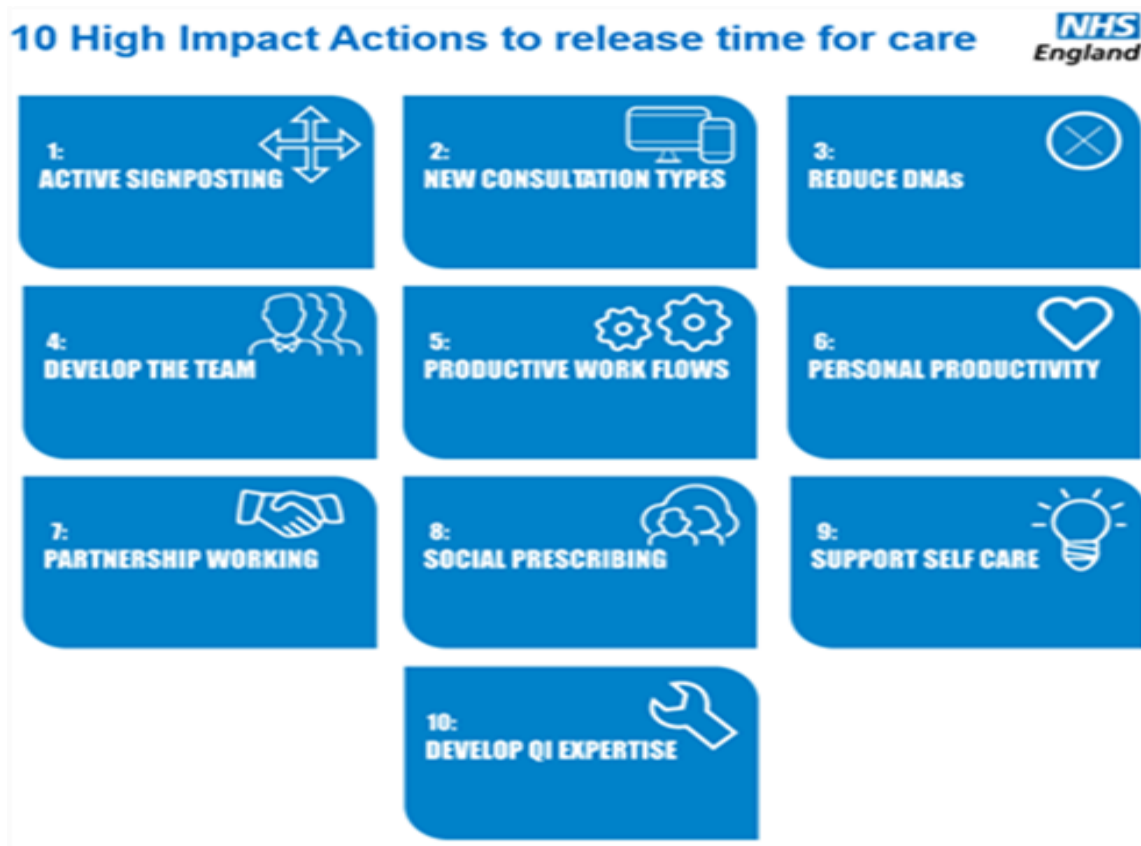 10 High Impact Actions to release time for care
NHS
England
1:
ACTIVE SIGNPOSTING
2:
NEW CONSULTATION TYPES
3:
REDUCE DNAs
4:
DEVELOP THE TEAM
5:
PRODUCTIVE WORK FLOWS
6:
PERSONAL PRODUCTIVITY
7:
PARTNERSHIP WORKING
8:
SOCIAL PRESCRIBING
9:
SUPPORT SELF CARE
10:
DEVELOP QI EXPERTISE